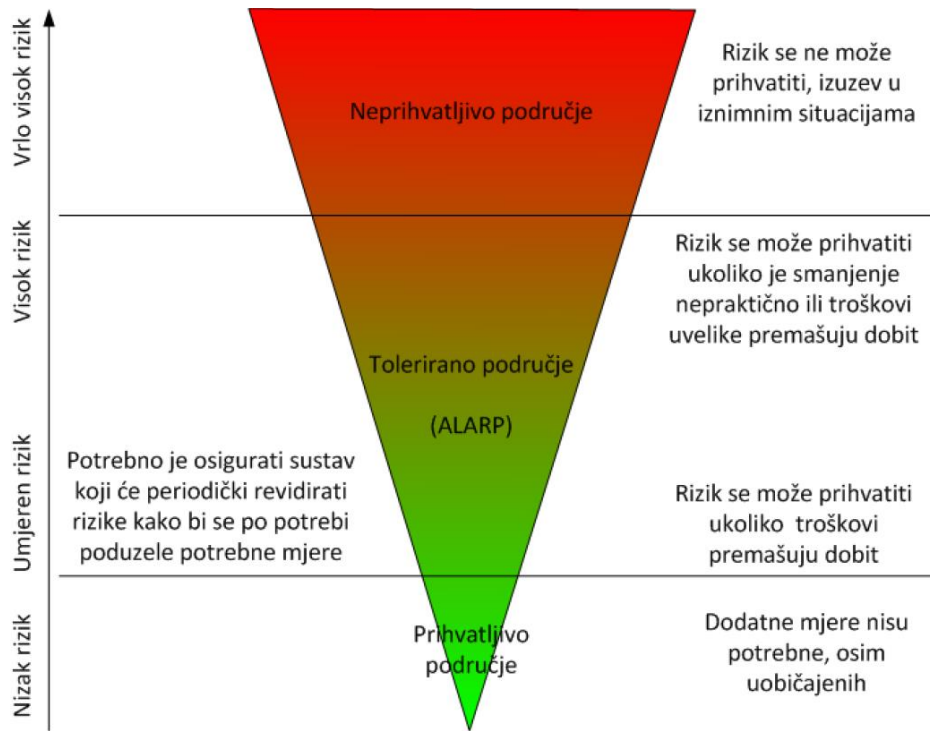 Vrlo visok rizik
Neprihvatljivo područje
Rizik se ne može
prihvatiti, izuzev u
iznimnim situacijama
Visok rizik
Rizik se može prihvatiti
ukoliko je smanjenje
nepraktično ili troškovi
uvelike premašuju dobit
Tolerirano područje
(ALARP)
Umjeren rizik
Potrebno je osigurati sustav
koji će periodički revidirati
rizike kako bi se po potrebi
poduzele potrebne mjere
Rizik se može prihvatiti
ukoliko troškovi
premašuju dobit
Nizak rizik
Prihvatljivo
područje
Dodatne mjere nisu
potrebne, osim
uobičajenih